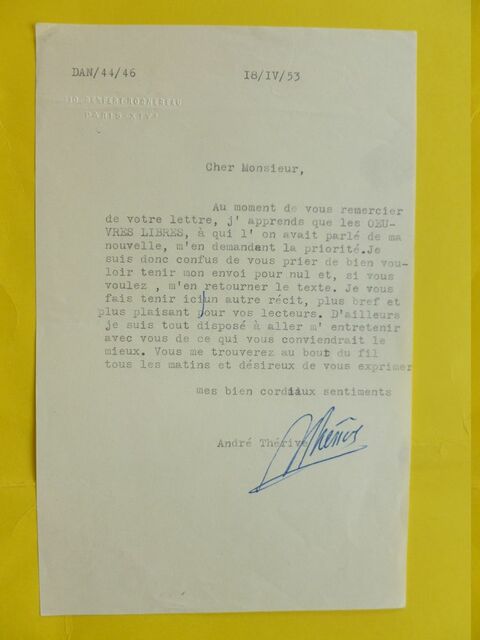 DAN/44/46 I8/IV/53
PARIS XIVᵉ
Cher Monsieur,
Au moment de vous remercier
de votre lettre, j' apprends que les OEU-
VRES LIBRES, à qui l' on avait parlé de ma
nouvelle, m'en demandent la priorité.Je
suis donc confus de vous prier de bien vou-
loir tenir mon envoi pour nul et, si vous
voulez , m'en retourner le texte. Je vous
fais tenir ici un autre récit, plus bref et
plus plaisant pour vos lecteurs. D'ailleurs
je suis tout disposé à aller m' entretenir
avec vous de ce qui vous conviendrait le
mieux. Vous me trouverez au bout du fil
tous les matins et désireux de vous exprimer
mes bien cordiaux sentiments
André Thérive